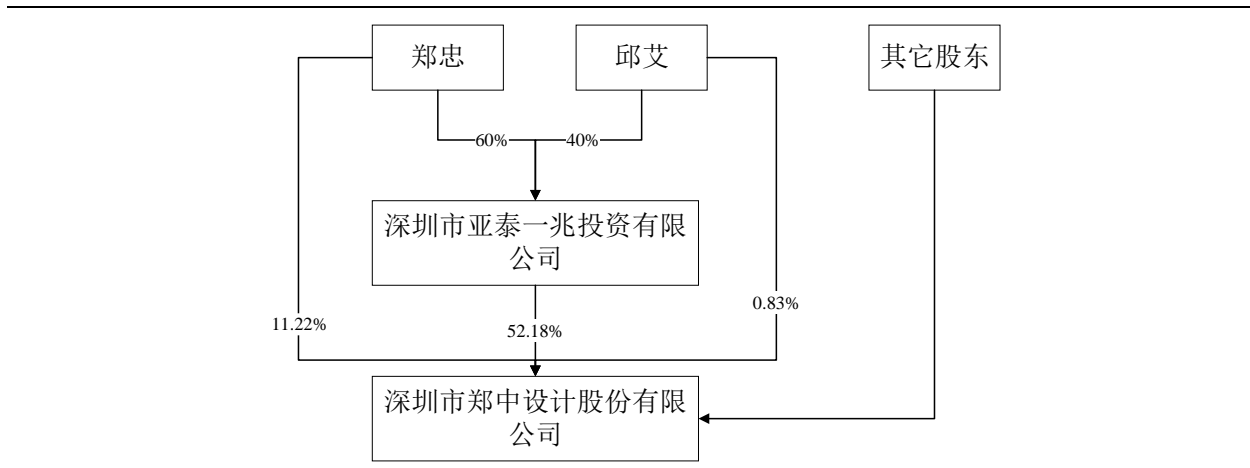 郑忠
邱艾
其它股东
60%
40%
深圳市亚泰一兆投资有限
公司
11.22%
52.18%
0.83%
深圳市郑中设计股份有限
公司